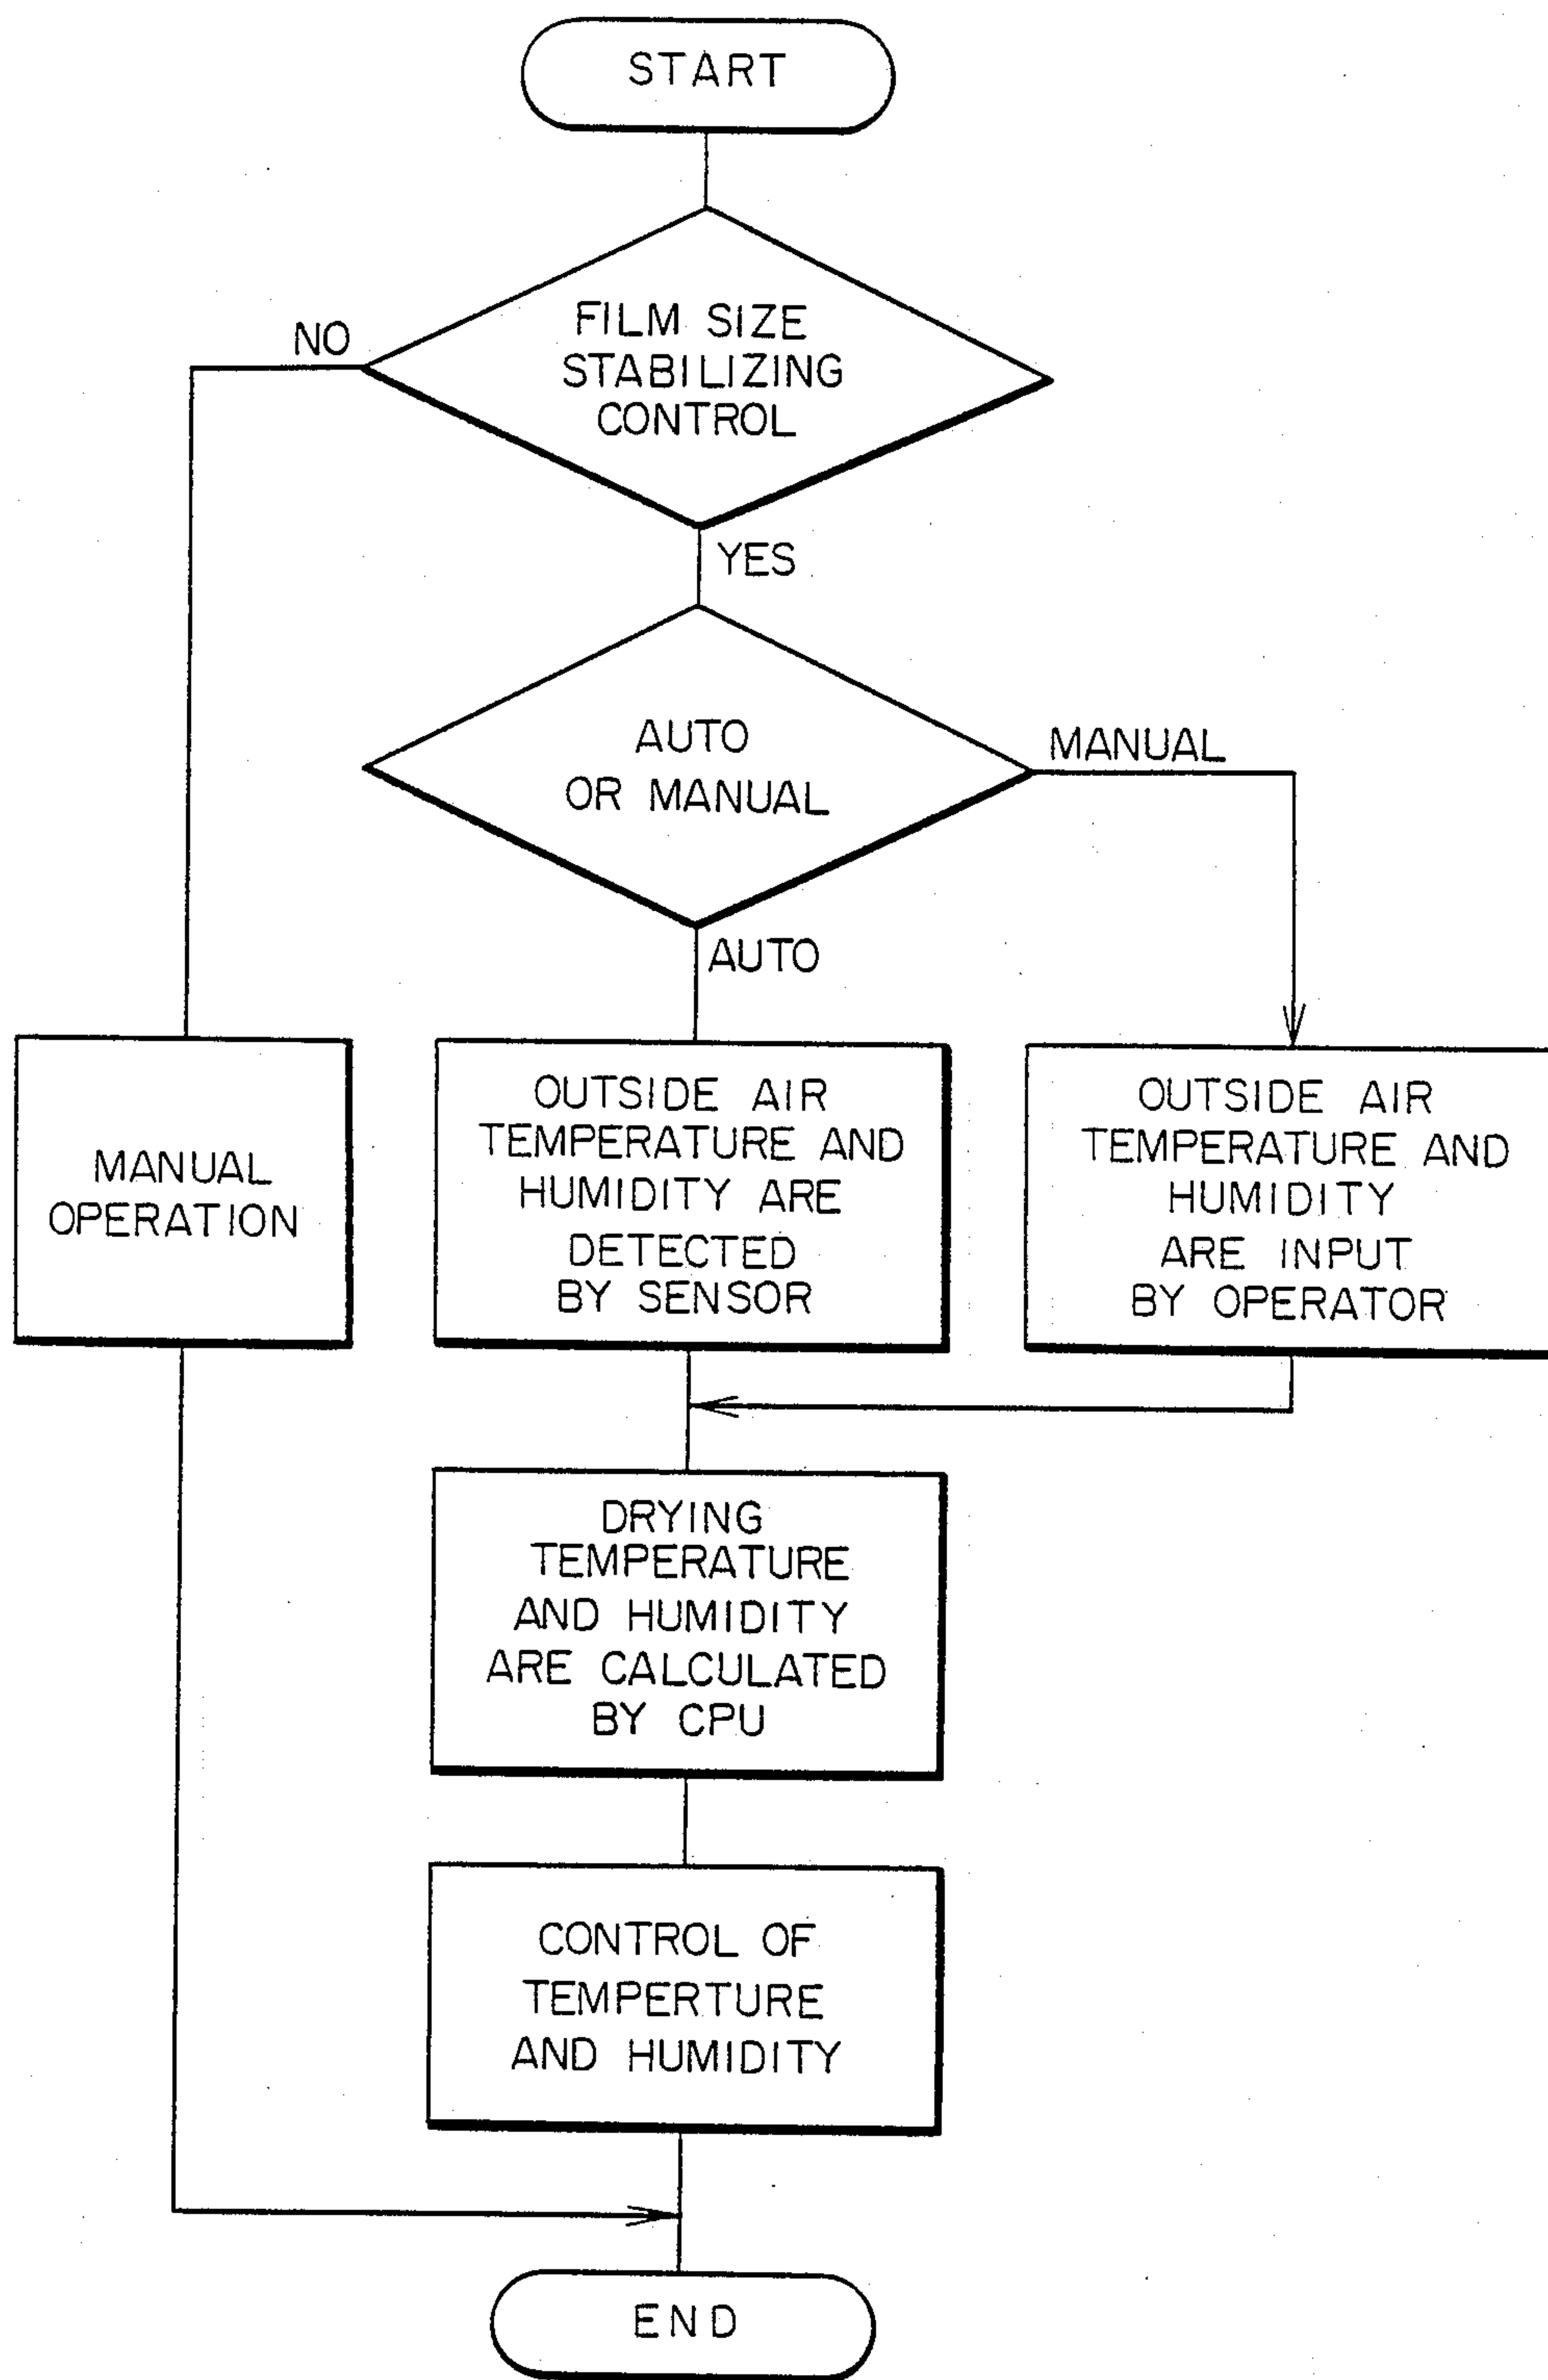 START
NO
FILM SIZE
STABILIZING
CONTROL
YES
AUTO
OR MANUAL
MANUAL
AUTO
MANUAL
OPERATION
OUTSIDE AIR
TEMPERATURE AND
HUMIDITY ARE
DETECTED
BY SENSOR
OUTSIDE AIR
TEMPERATURE AND
HUMIDITY
ARE INPUT
BY OPERATOR
DRYING
TEMPERATURE
AND HUMIDITY
ARE CALCULATED
BY CPU
CONTROL OF
TEMPERTURE
AND HUMIDITY
END